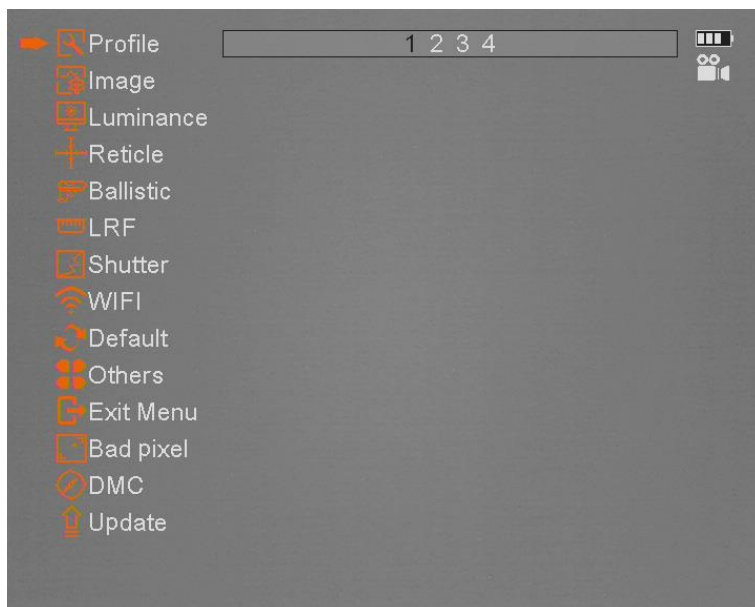 Profile 1 2 3 4
Image
Luminance
Reticle
Ballistic
LRF
Shutter
WIFI
Default
Others
Exit Menu
Bad pixel
DMC
Update